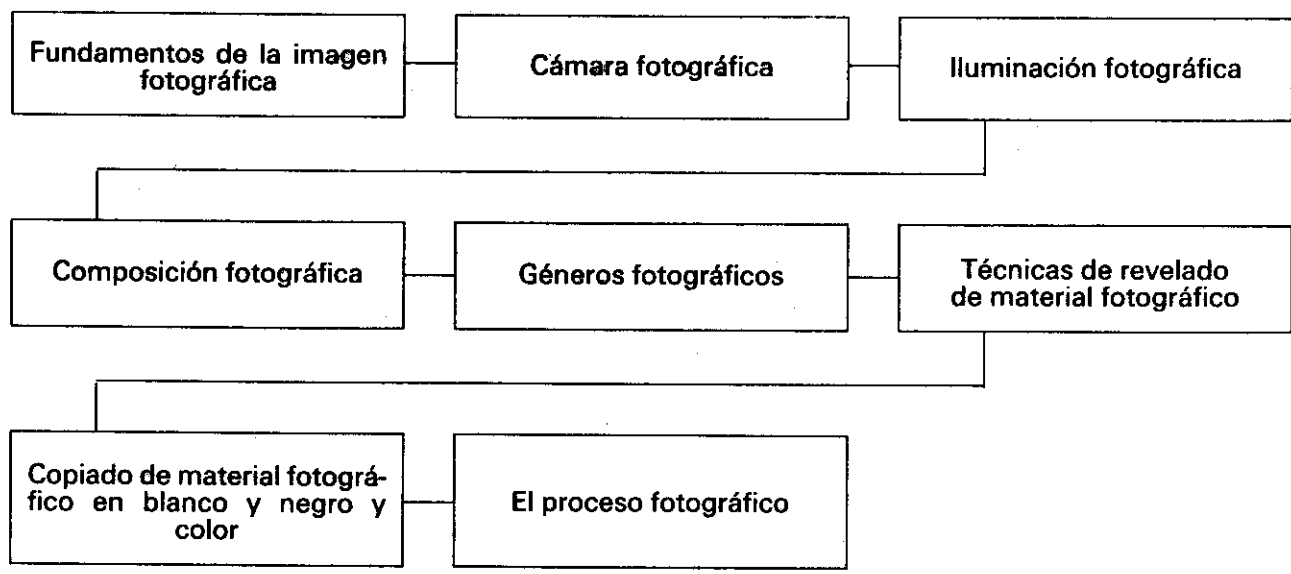 Fundamentos de la imagen
fotográfica
Cámara fotográfica
Iluminación fotográfica
Composición fotográfica
Géneros fotográficos
Técnicas de revelado
de material fotográfico
Copiado de material fotográ-
fico en blanco y negro y
color
El proceso fotográfico